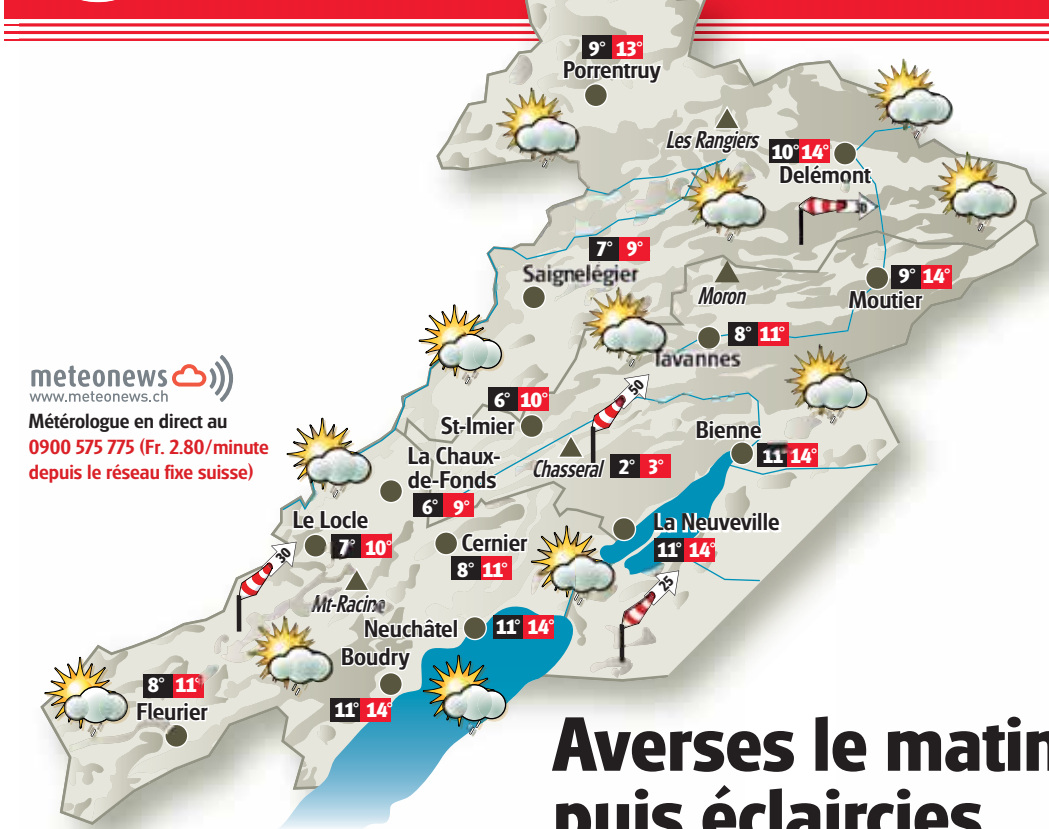 9° 13°
Porrentruy
Les Rangiers
10° 14°
Delémont
30
7° 9°
Saignelégier
Moron
9° 14°
Moutier
8° 11°
Tavannes
meteonews
www.meteonews.ch
Météorologue en direct au
0900 575 775 (Fr. 2.80/minute
depuis le réseau fixe suisse)
50
6° 10°
St-Imier
Chasseral 2° 3°
Bienne
11° 14°
La Chaux-
de-Fonds
6° 9°
Le Locle
7° 10°
30
Cernier
8° 11°
La Neuveville
11° 14°
25
Mt-Racine
Neuchâtel 11° 14°
Boudry
11° 14°
8° 11°
Fleurier
Averses le matin
puis éclaircies